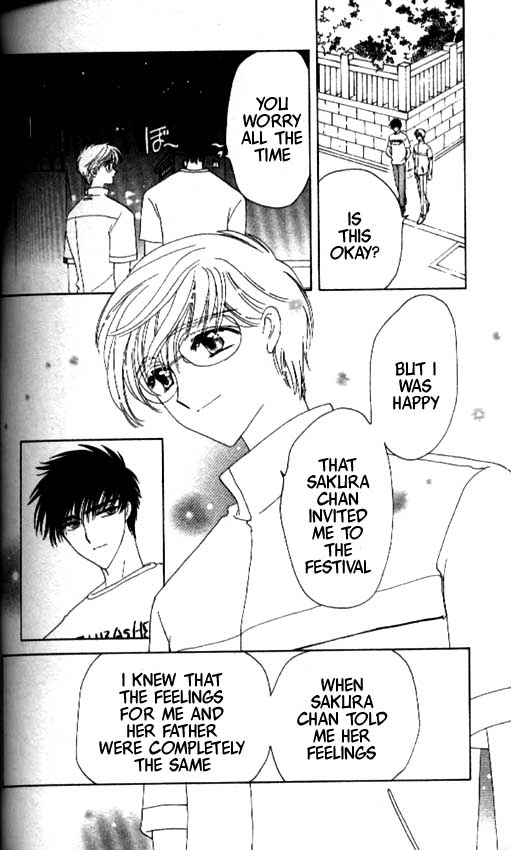 IS
THIS
OKAY?
YOU
WORRY
ALL THE
TIME
ぼ〜
BUT I
WAS
HAPPY
THAT
SAKURA
CHAN
INVITED
ME TO
THE
FESTIVAL
WHEN
SAKURA
CHAN TOLD
ME HER
FEELINGS
I KNEW THAT
THE FEELINGS
FOR ME AND
HER FATHER
WERE COMPLETELY
THE SAME